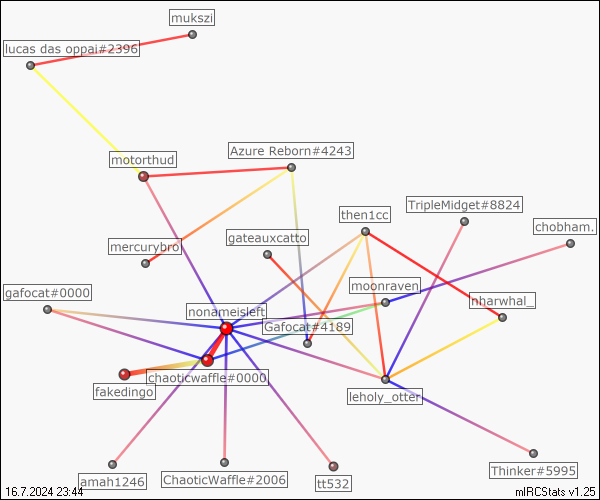 mukszi
lucas das oppai#2396
Azure Reborn#4243
motorthud
TripleMidget#8824
then1cc
chobham.
gateauxcatto
mercurybro
moonraven
gafocat#0000
nharwhal_
nonameisleft
Gafocat#4189
chaoticwaffle#0000
fakedingo
leholy_otter
Thinker#5995
ChaoticWaffle#2006
amah1246
tt532
16.7.2024 23:44
mIRCStats v1.25